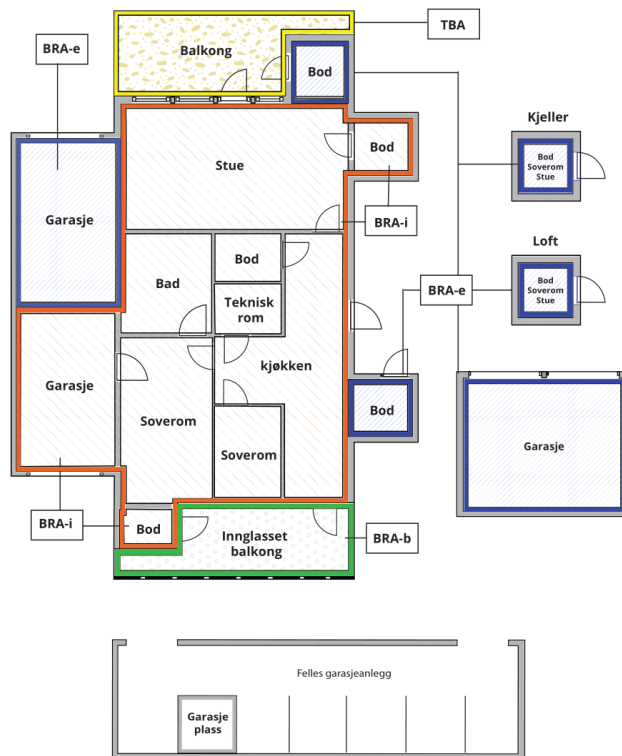 TBA
BRA-e
Balkong
Bod
Kjeller
Stue
Bod
Bod
Soverom
Stue
Garasje
BRA-i
Loft
Bod
Bad
Teknisk
rom
BRA-e
Bod
Soverom
Stue
Garasje
kjøkken
Soverom
Bod
Soverom
Garasje
BRA-i
Bod
Innglasset
balkong
BRA-b
Felles garasjeanlegg
Garasje
plass